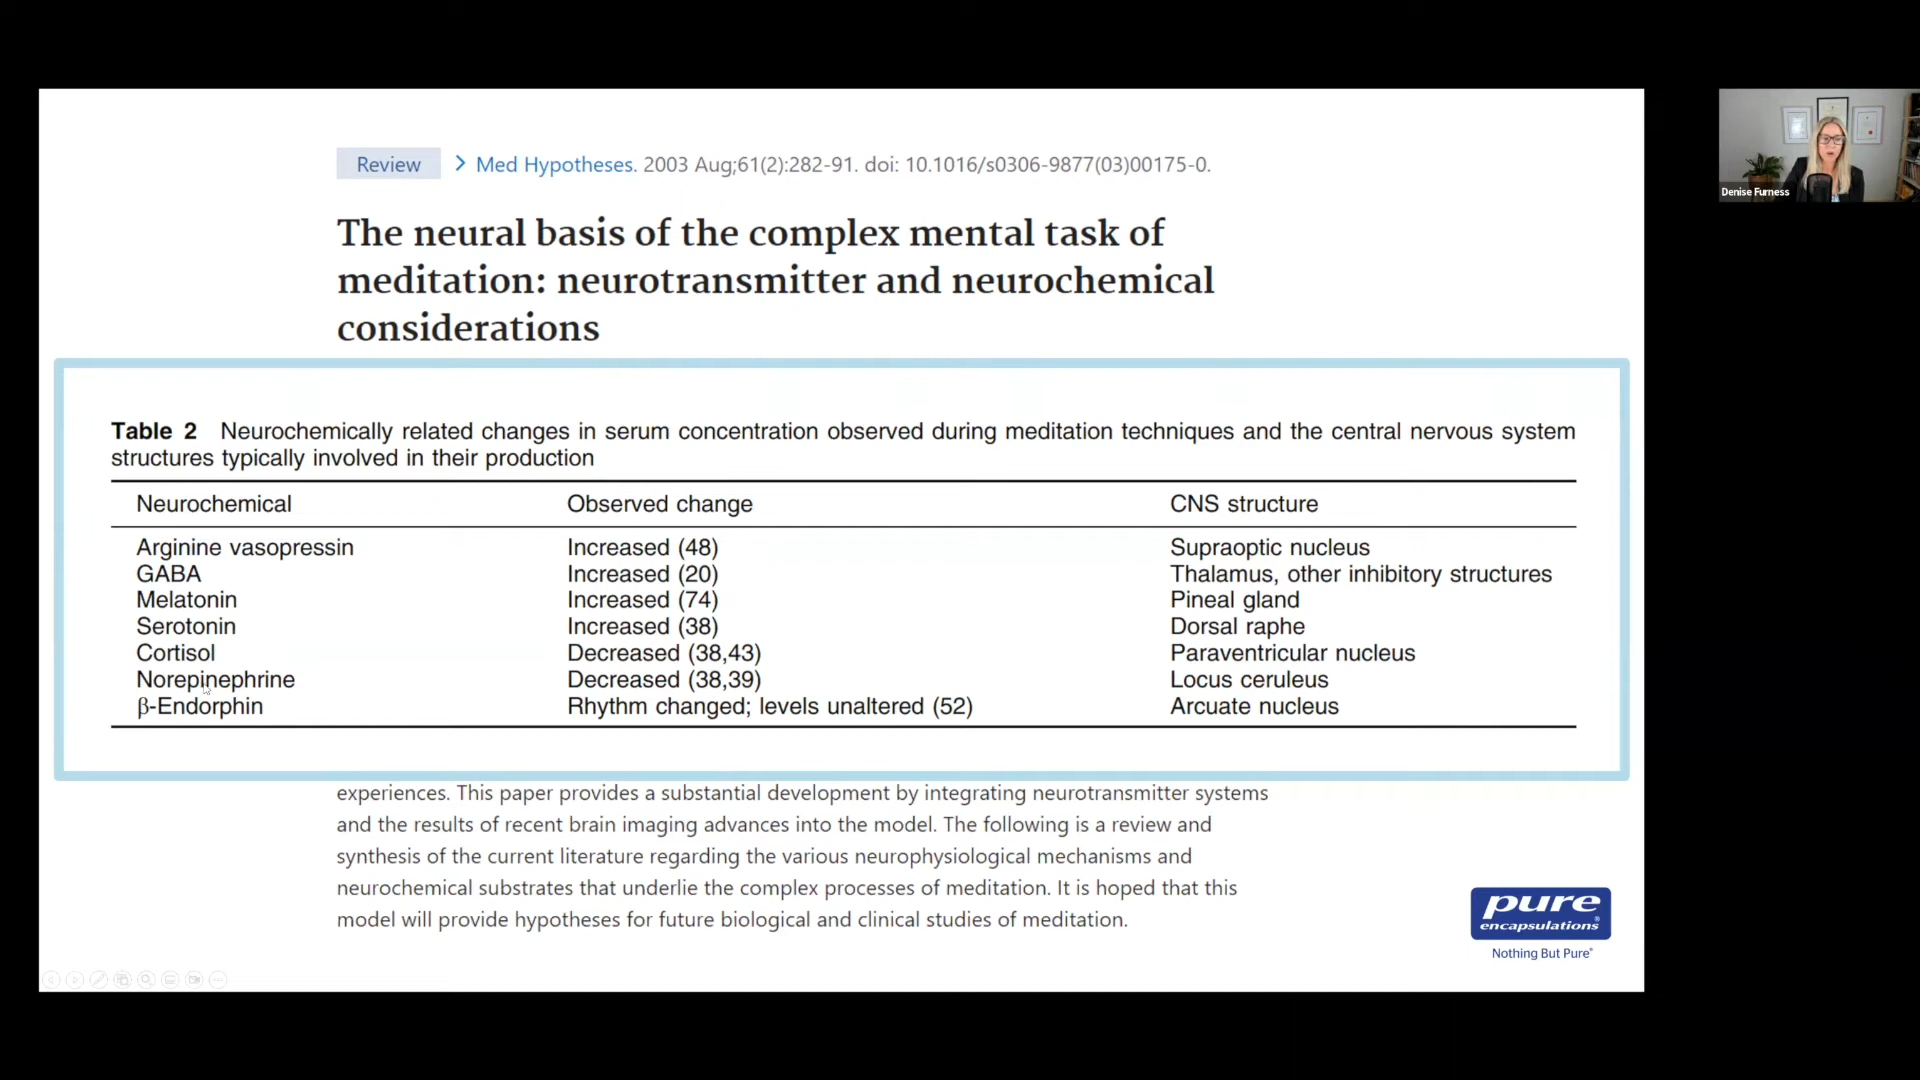 Review > Med Hypotheses. 2003 Aug;61(2):282-91. doi: 10.1016/s0306-9877(03)00175-0.
The neural basis of the complex mental task of
meditation: neurotransmitter and neurochemical
considerations
Table 2 Neurochemically related changes in serum concentration observed during meditation techniques and the central nervous system
structures typically involved in their production
Neurochemical Observed change CNS structure
Arginine vasopressin Increased (48) Supraoptic nucleus
GABA Increased (20) Thalamus, other inhibitory structures
Melatonin Increased (74) Pineal gland
Serotonin Increased (38) Dorsal raphe
Cortisol Decreased (38,43) Paraventricular nucleus
Norepinephrine Decreased (38,39) Locus ceruleus
β-Endorphin Rhythm changed; levels unaltered (52) Arcuate nucleus
experiences. This paper provides a substantial development by integrating neurotransmitter systems
and the results of recent brain imaging advances into the model. The following is a review and
synthesis of the current literature regarding the various neurophysiological mechanisms and
neurochemical substrates that underlie the complex processes of meditation. It is hoped that this
model will provide hypotheses for future biological and clinical studies of meditation.
pure
encapsulations®
Nothing But Pure®
Denise Furness